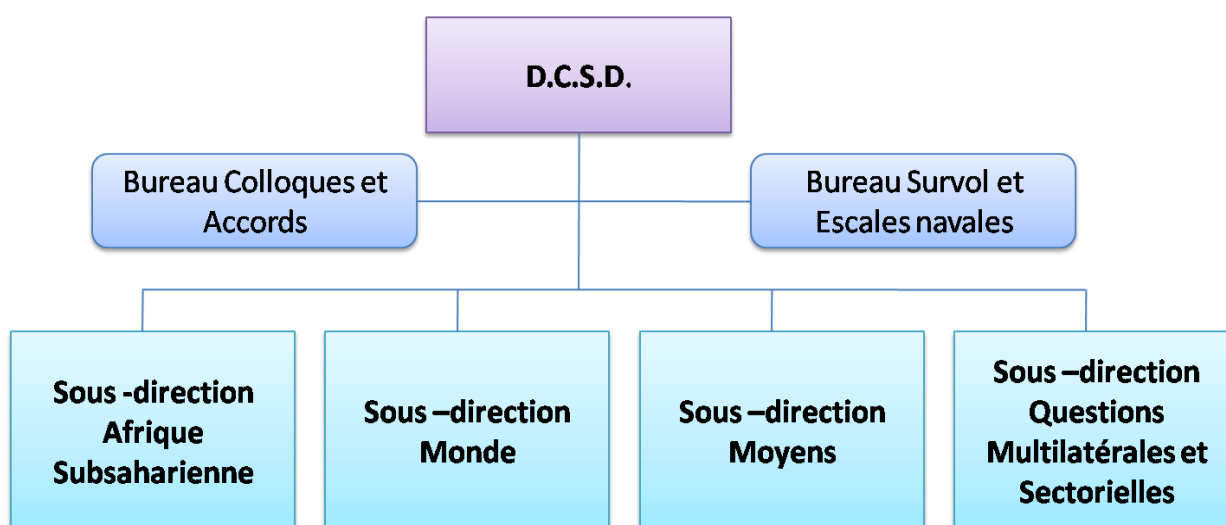 D.C.S.D.
Bureau Colloques et
Accords
Bureau Survol et
Escales navales
Sous -direction
Afrique
Subsaharienne
Sous –direction
Monde
Sous –direction
Moyens
Sous –direction
Questions
Multilatérales et
Sectorielles